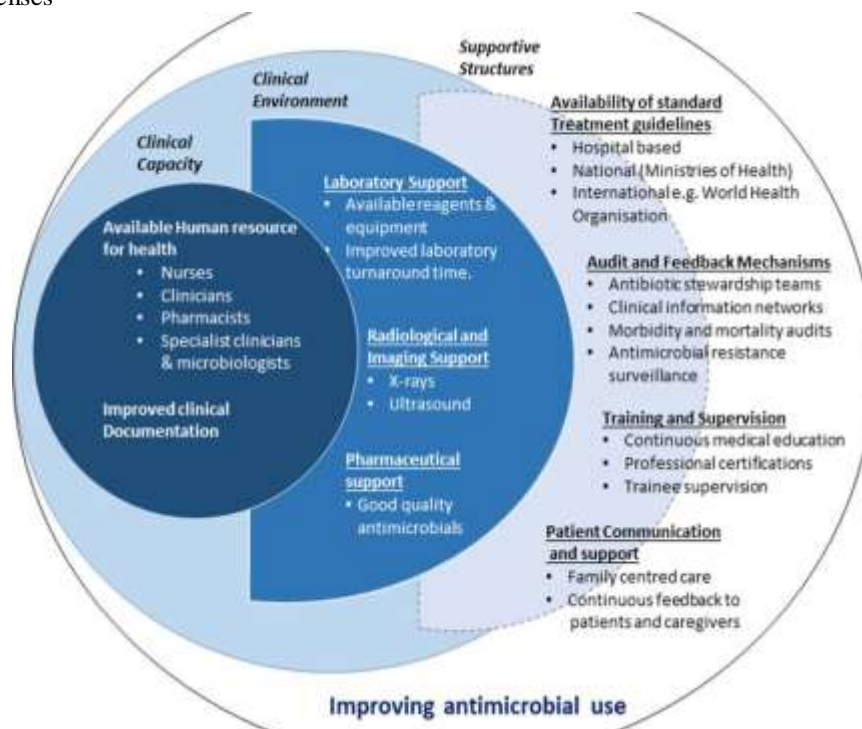 enses
Supportive
Structures
Clinical
Environment
Clinical
Capacity
Available Human resource
for health
• Nurses
• Clinicians
• Pharmacists
• Specialist clinicians
& microbiologists
Improved clinical
Documentation
Laboratory Support
• Available reagents &
equipment
• Improved laboratory
turnaround time.
Radiological and
Imaging Support
• X-rays
• Ultrasound
Pharmaceutical
support
• Good quality
antimicrobials
Availability of standard
Treatment guidelines
• Hospital based
• National (Ministries of Health)
• International e.g. World Health
Organisation
Audit and Feedback Mechanisms
• Antibiotic stewardship teams
• Clinical information networks
• Morbidity and mortality audits
• Antimicrobial resistance
surveillance
Training and Supervision
• Continuous medical education
• Professional certifications
• Trainee supervision
Patient Communication
and support
• Family centred care
• Continuous feedback to
patients and caregivers
Improving antimicrobial use